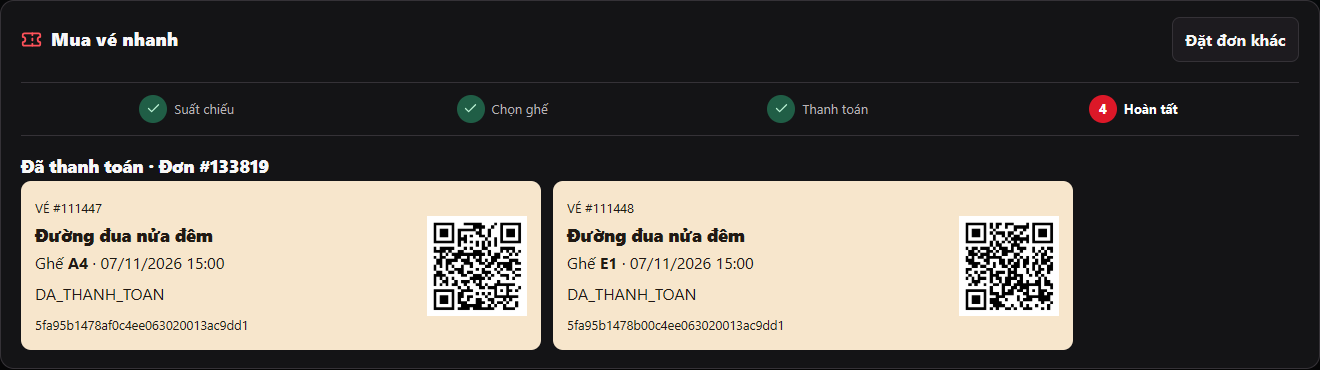 Mua vé nhanh
Đặt đơn khác
Suất chiếu
Chọn ghế
Thanh toán
4 Hoàn tất
Đã thanh toán · Đơn #133819
VÉ #111447
Đường đua nửa đêm
Ghế A4 · 07/11/2026 15:00
DA_THANH_TOAN
5fa95b1478af0c4ee063020013ac9dd1
VÉ #111448
Đường đua nửa đêm
Ghế E1 · 07/11/2026 15:00
DA_THANH_TOAN
5fa95b1478b00c4ee063020013ac9dd1